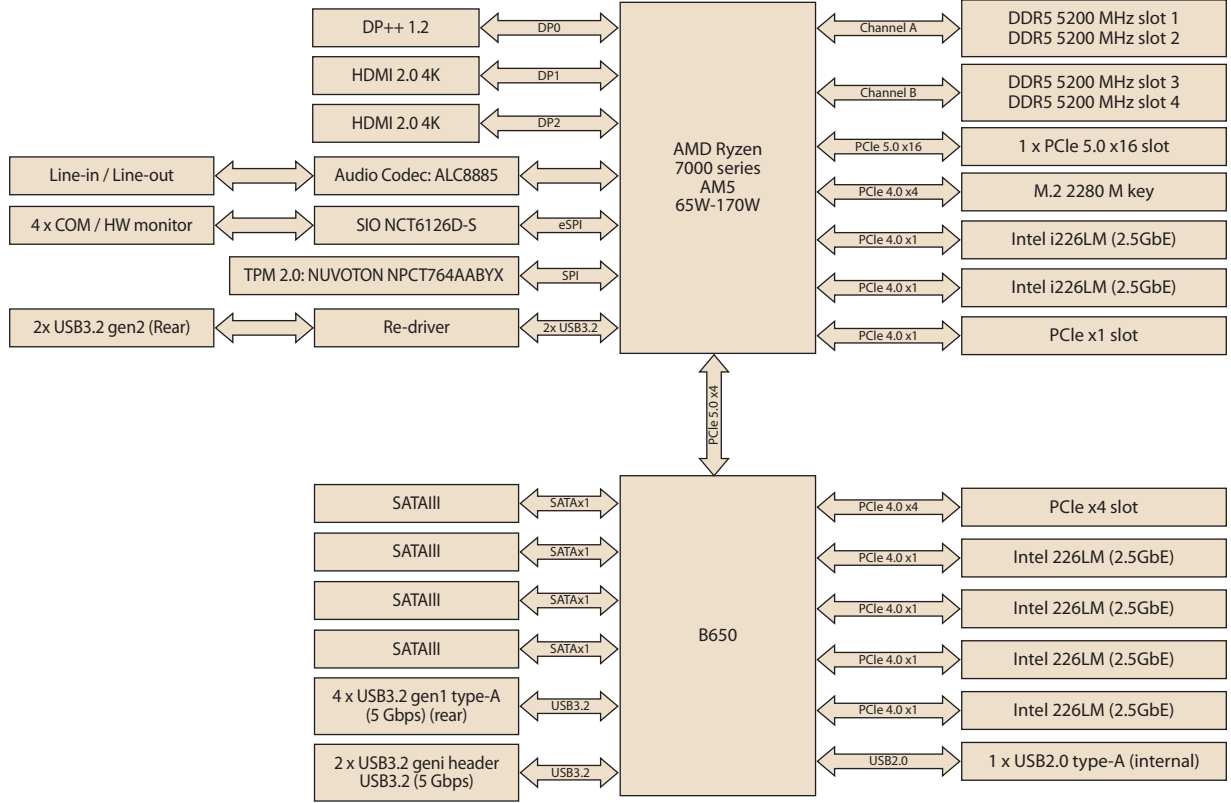 DP++ 1.2
DP0
HDMI 2.0 4K
DP1
HDMI 2.0 4K
DP2
Line-in / Line-out
Audio Codec: ALC8885
4 x COM / HW monitor
SIO NCT6126D-S
eSPI
TPM 2.0: NUVOTON NPCT764AABYX
SPI
2x USB3.2 gen2 (Rear)
Re-driver
2x USB3.2
AMD Ryzen
7000 series
AM5
65W-170W
Channel A
DDR5 5200 MHz slot 1
DDR5 5200 MHz slot 2
Channel B
DDR5 5200 MHz slot 3
DDR5 5200 MHz slot 4
PCIe 5.0 x16
1 x PCIe 5.0 x16 slot
PCIe 4.0 x4
M.2 2280 M key
PCIe 4.0 x1
Intel i226LM (2.5GbE)
PCIe 4.0 x1
Intel i226LM (2.5GbE)
PCIe 4.0 x1
PCIe x1 slot
PCIe 5.0 x4
SATAIII
SATAx1
SATAIII
SATAx1
SATAIII
SATAx1
SATAIII
SATAx1
4 x USB3.2 gen1 type-A
(5 Gbps) (rear)
USB3.2
2 x USB3.2 geni header
USB3.2 (5 Gbps)
USB3.2
B650
PCIe 4.0 x4
PCIe x4 slot
PCIe 4.0 x1
Intel 226LM (2.5GbE)
PCIe 4.0 x1
Intel 226LM (2.5GbE)
PCIe 4.0 x1
Intel 226LM (2.5GbE)
PCIe 4.0 x1
Intel 226LM (2.5GbE)
USB2.0
1 x USB2.0 type-A (internal)